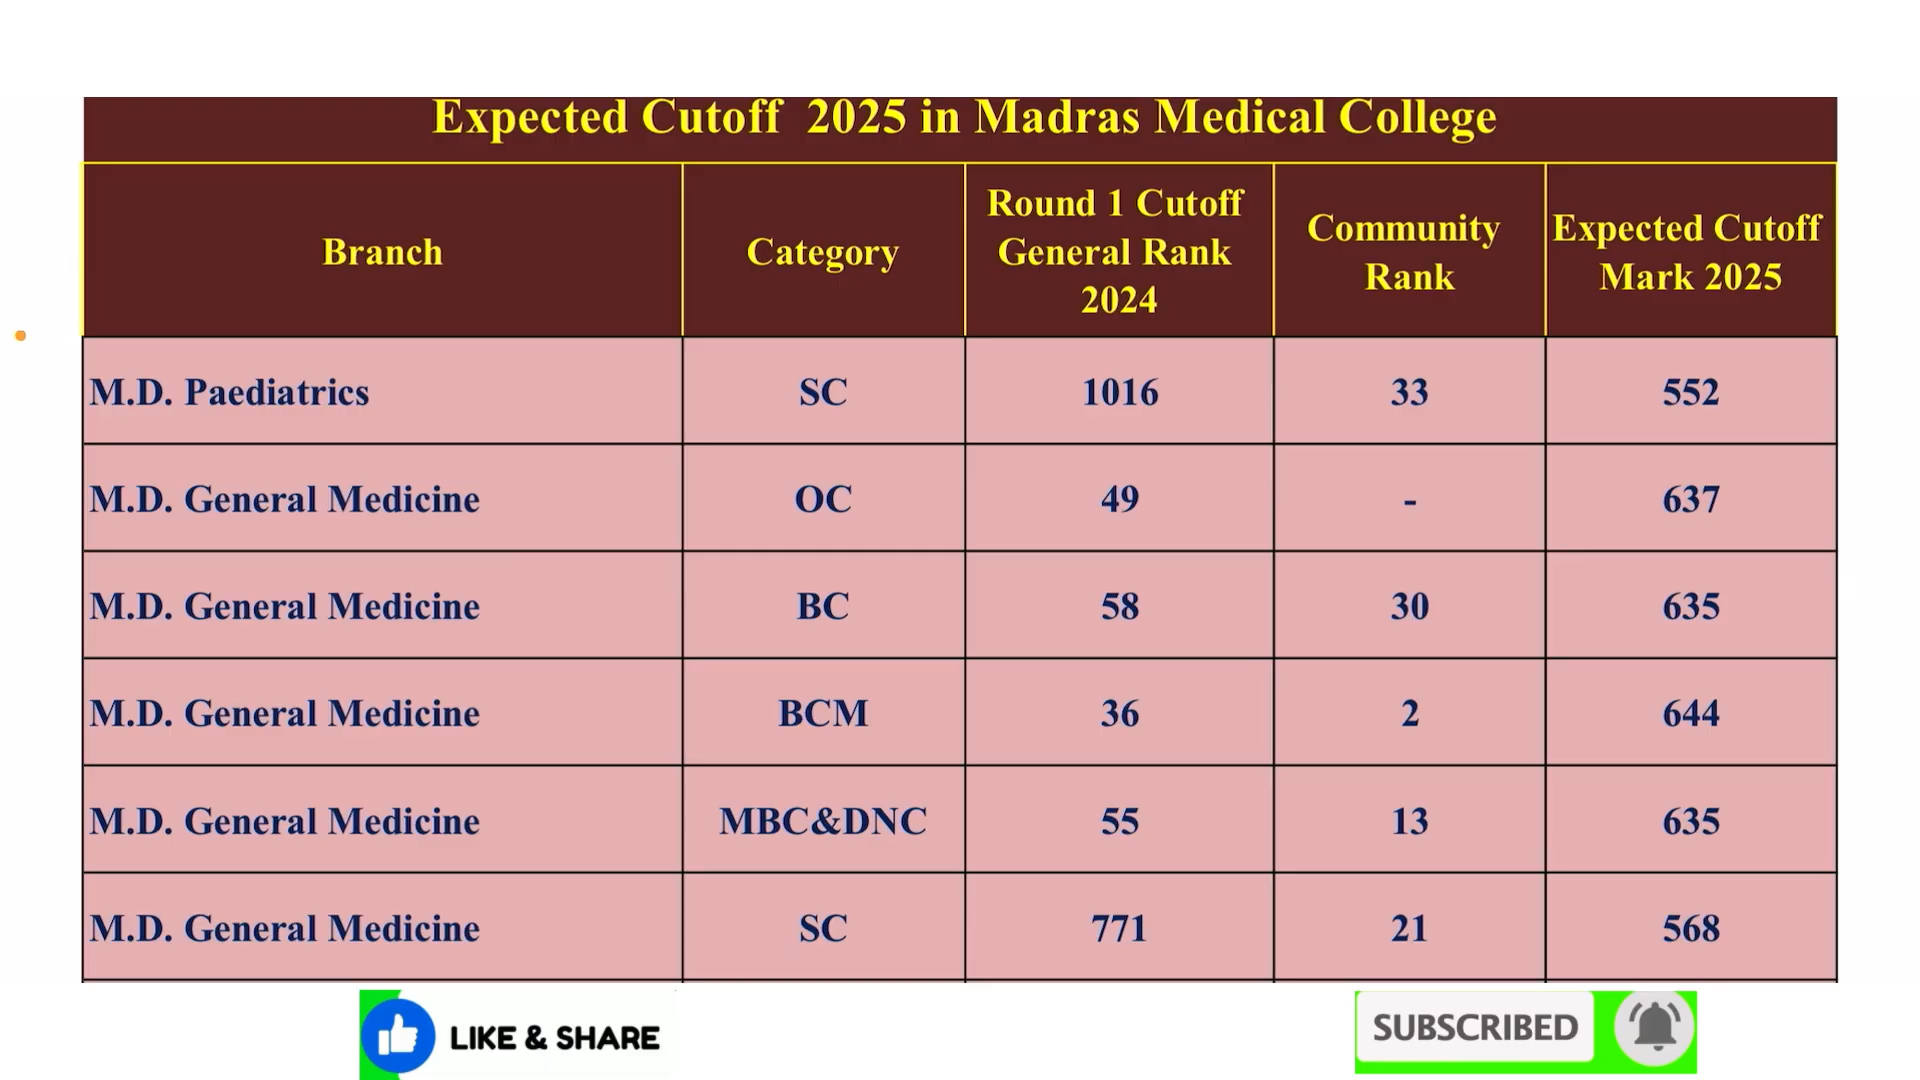 Expected Cutoff 2025 in Madras Medical College
Branch Category Round 1 Cutoff General Rank 2024 Community Rank Expected Cutoff Mark 2025
M.D. Paediatrics SC 1016 33 552
M.D. General Medicine OC 49 - 637
M.D. General Medicine BC 58 30 635
M.D. General Medicine BCM 36 2 644
M.D. General Medicine MBC&DNC 55 13 635
M.D. General Medicine SC 771 21 568
LIKE & SHARE
SUBSCRIBED